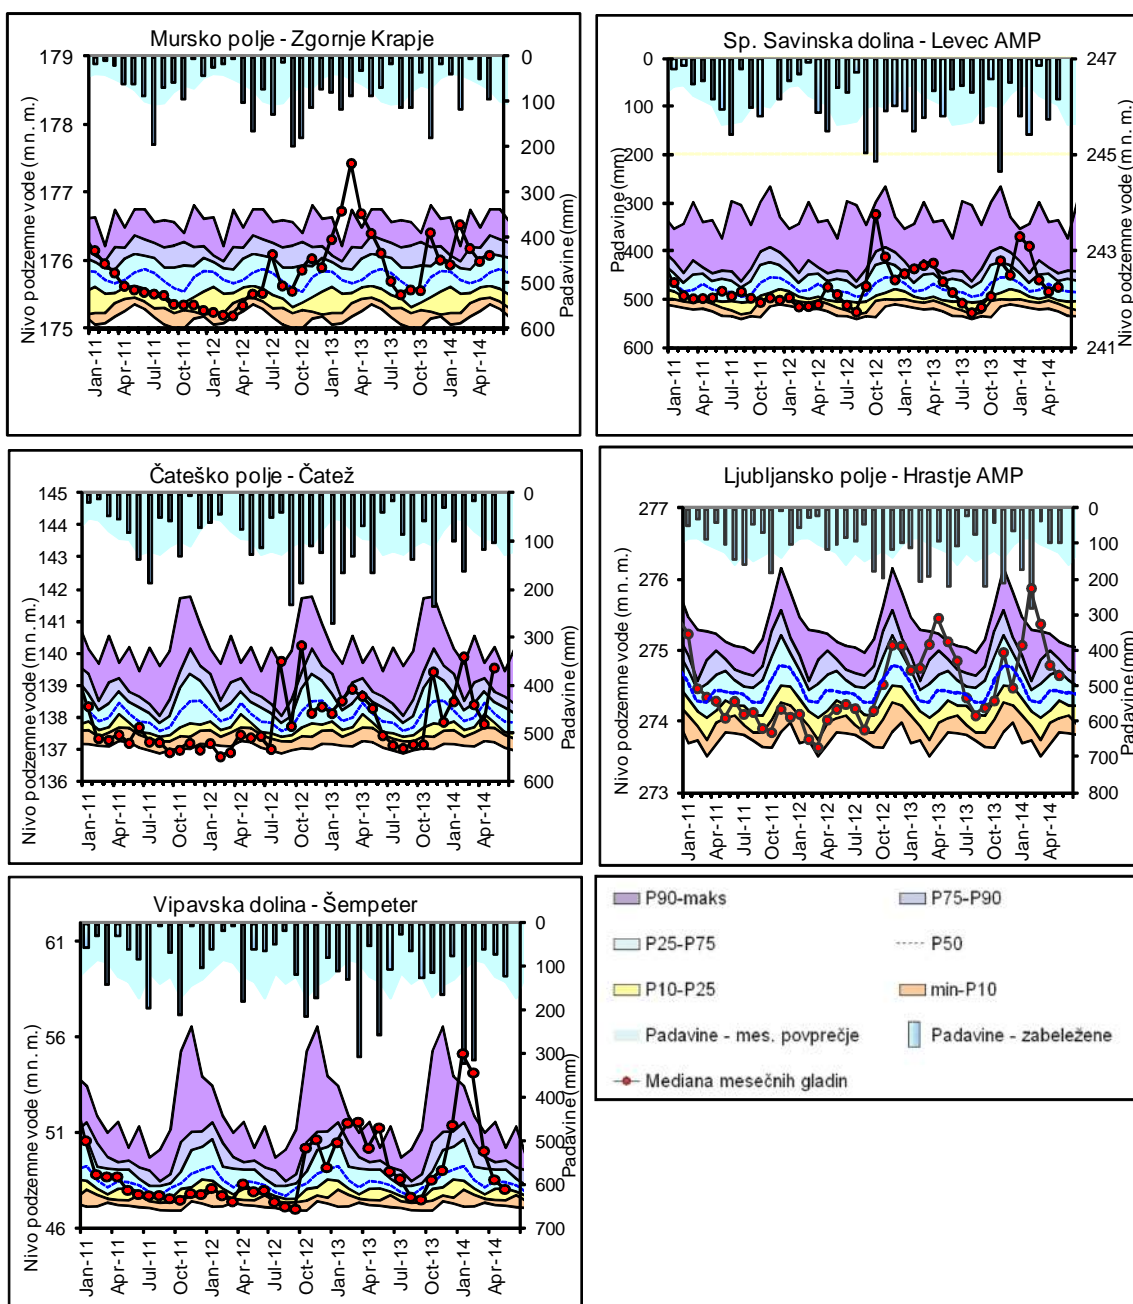 Mursko polje - Zgornje Krapje
179
178
177
176
175
Nivo podzemne vode (m n. m.)
0
100
200
300
400
500
600
Padavine (mm)
Jan-11
Apr-11
Jul-11
Oct-11
Jan-12
Apr-12
Jul-12
Oct-12
Jan-13
Apr-13
Jul-13
Oct-13
Jan-14
Apr-14
Sp. Savinska dolina - Levec AMP
0
100
200
300
400
500
600
Padavine (mm)
247
245
243
241
Nivo podzemne vode (m n. m.)
Jan-11
Apr-11
Jul-11
Oct-11
Jan-12
Apr-12
Jul-12
Oct-12
Jan-13
Apr-13
Jul-13
Oct-13
Jan-14
Apr-14
Čateško polje - Čatež
145
144
143
142
141
140
139
138
137
136
Nivo podzemne vode (m n. m.)
0
100
200
300
400
500
600
Padavine (mm)
Jan-11
Apr-11
Jul-11
Oct-11
Jan-12
Apr-12
Jul-12
Oct-12
Jan-13
Apr-13
Jul-13
Oct-13
Jan-14
Apr-14
Ljubljansko polje - Hrastje AMP
277
276
275
274
273
Nivo podzemne vode (m n. m.)
0
100
200
300
400
500
600
700
800
Padavine (mm)
Jan-11
Apr-11
Jul-11
Oct-11
Jan-12
Apr-12
Jul-12
Oct-12
Jan-13
Apr-13
Jul-13
Oct-13
Jan-14
Apr-14
Vipavska dolina - Šempeter
61
56
51
46
Nivo podzemne vode (m n. m.)
0
100
200
300
400
500
600
700
Padavine (mm)
Jan-11
Apr-11
Jul-11
Oct-11
Jan-12
Apr-12
Jul-12
Oct-12
Jan-13
Apr-13
Jul-13
Oct-13
Jan-14
Apr-14
P90-maks
P75-P90
P25-P75
P50
P10-P25
min-P10
Padavine - mes. povprečje
Padavine - zabeležene
Mediana mesečnih gladin